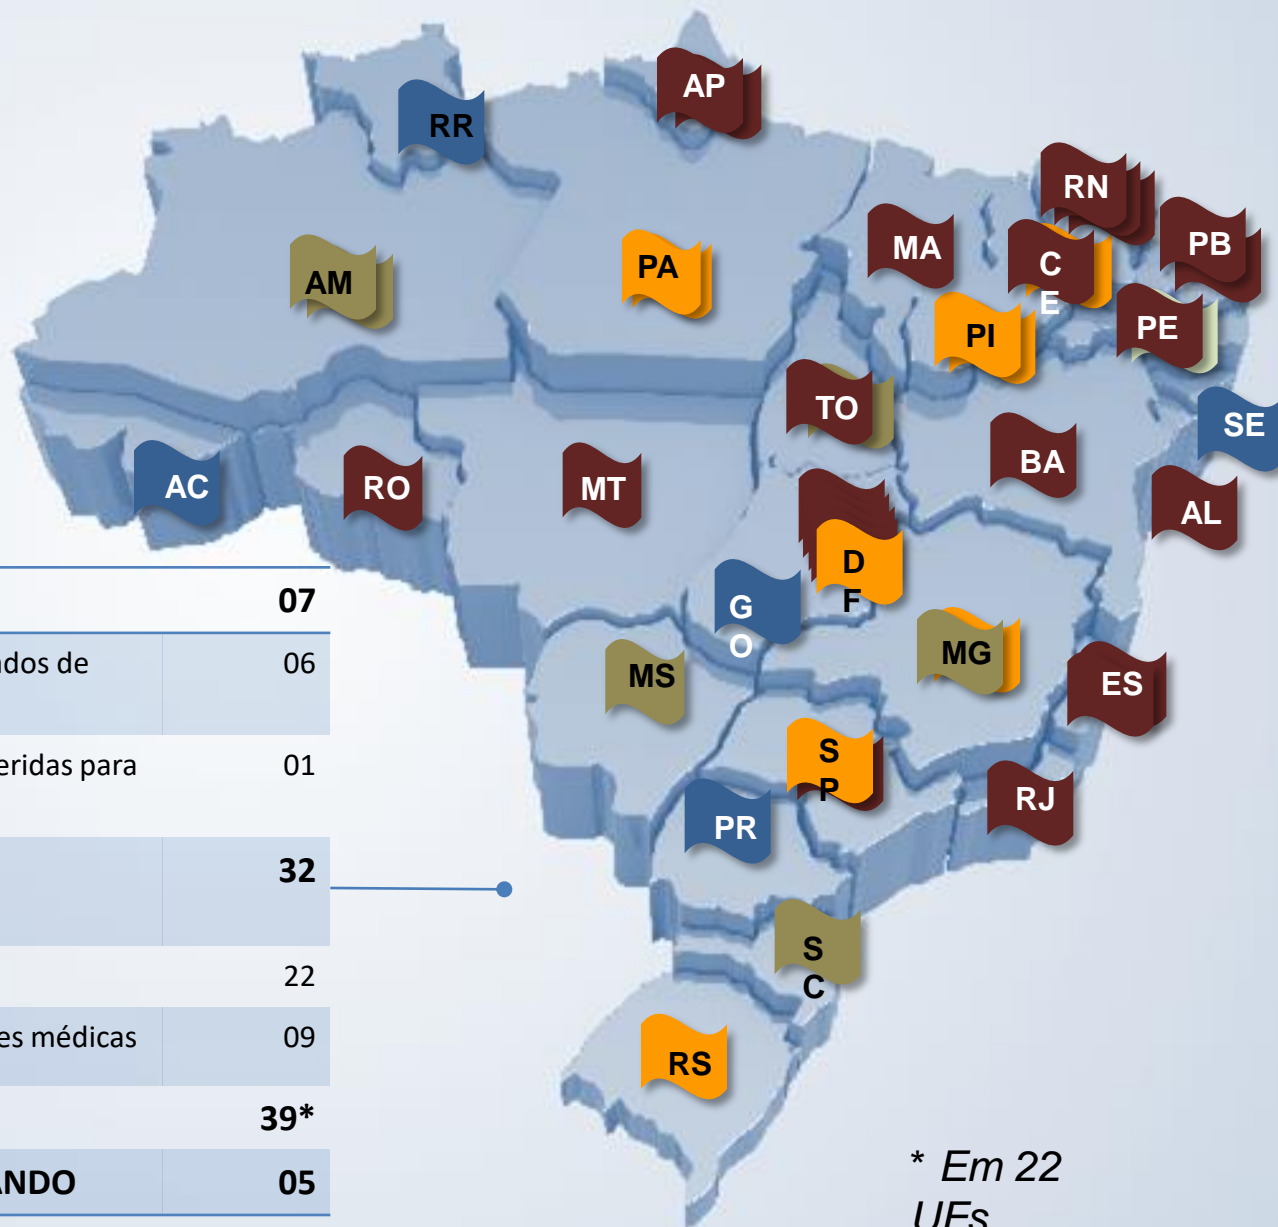 AP
RR
RN
MA
C
E
PB
PA
AM
PI
PE
TO
SE
BA
AC
RO
MT
AL
D
F
G
O
MG
MS
ES
S
P
RJ
PR
S
C
RS
07
ados de 06
eridas para 01
32
22
es médicas 09
39*
ANDO 05
* Em 22
UFs